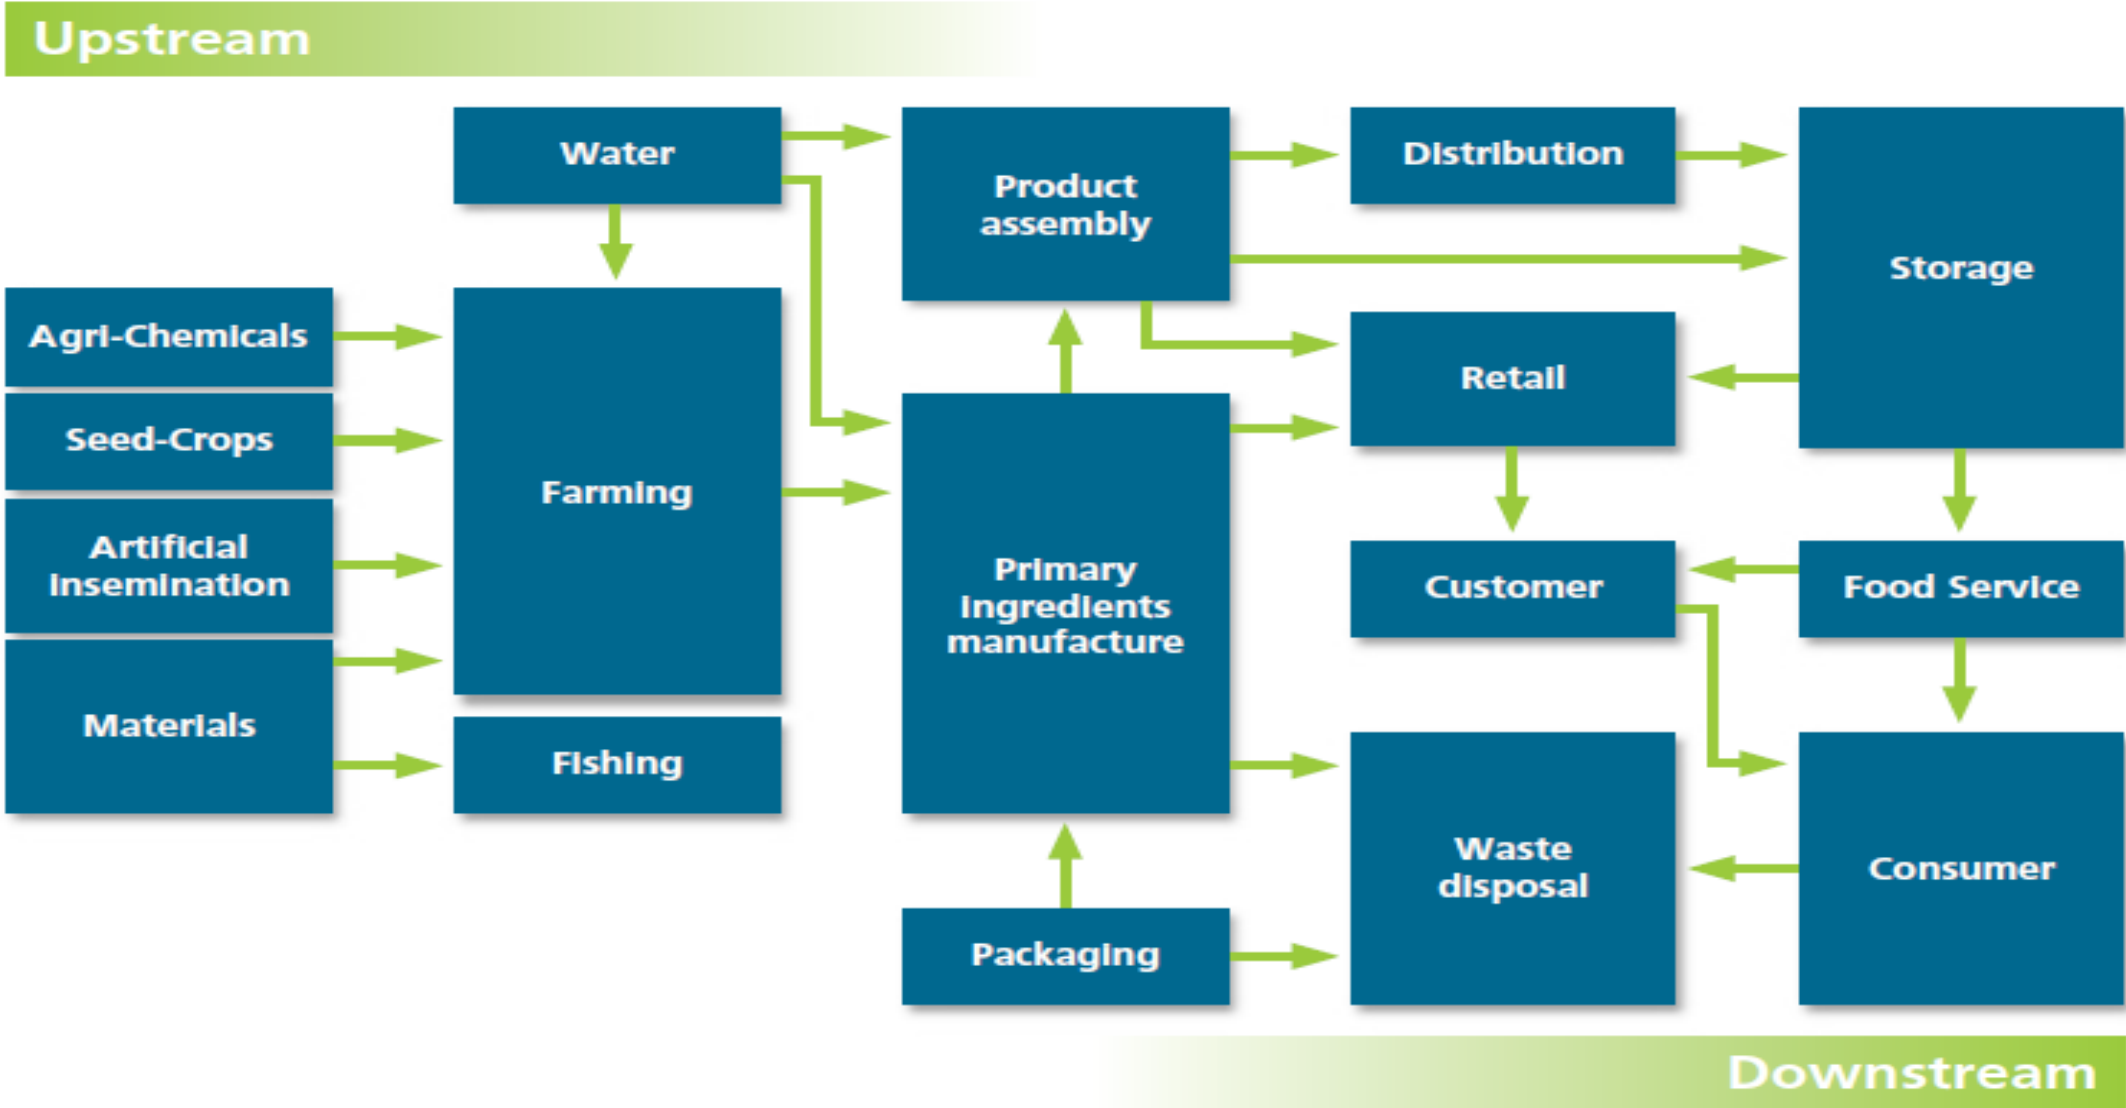 Upstream
Water
Product
assembly
Distribution
Storage
Agri-Chemicals
Seed-Crops
Artificial
Insemination
Materials
Farming
Fishing
Primary
ingredients
manufacture
Packaging
Retail
Customer
Food Service
Waste
disposal
Consumer
Downstream